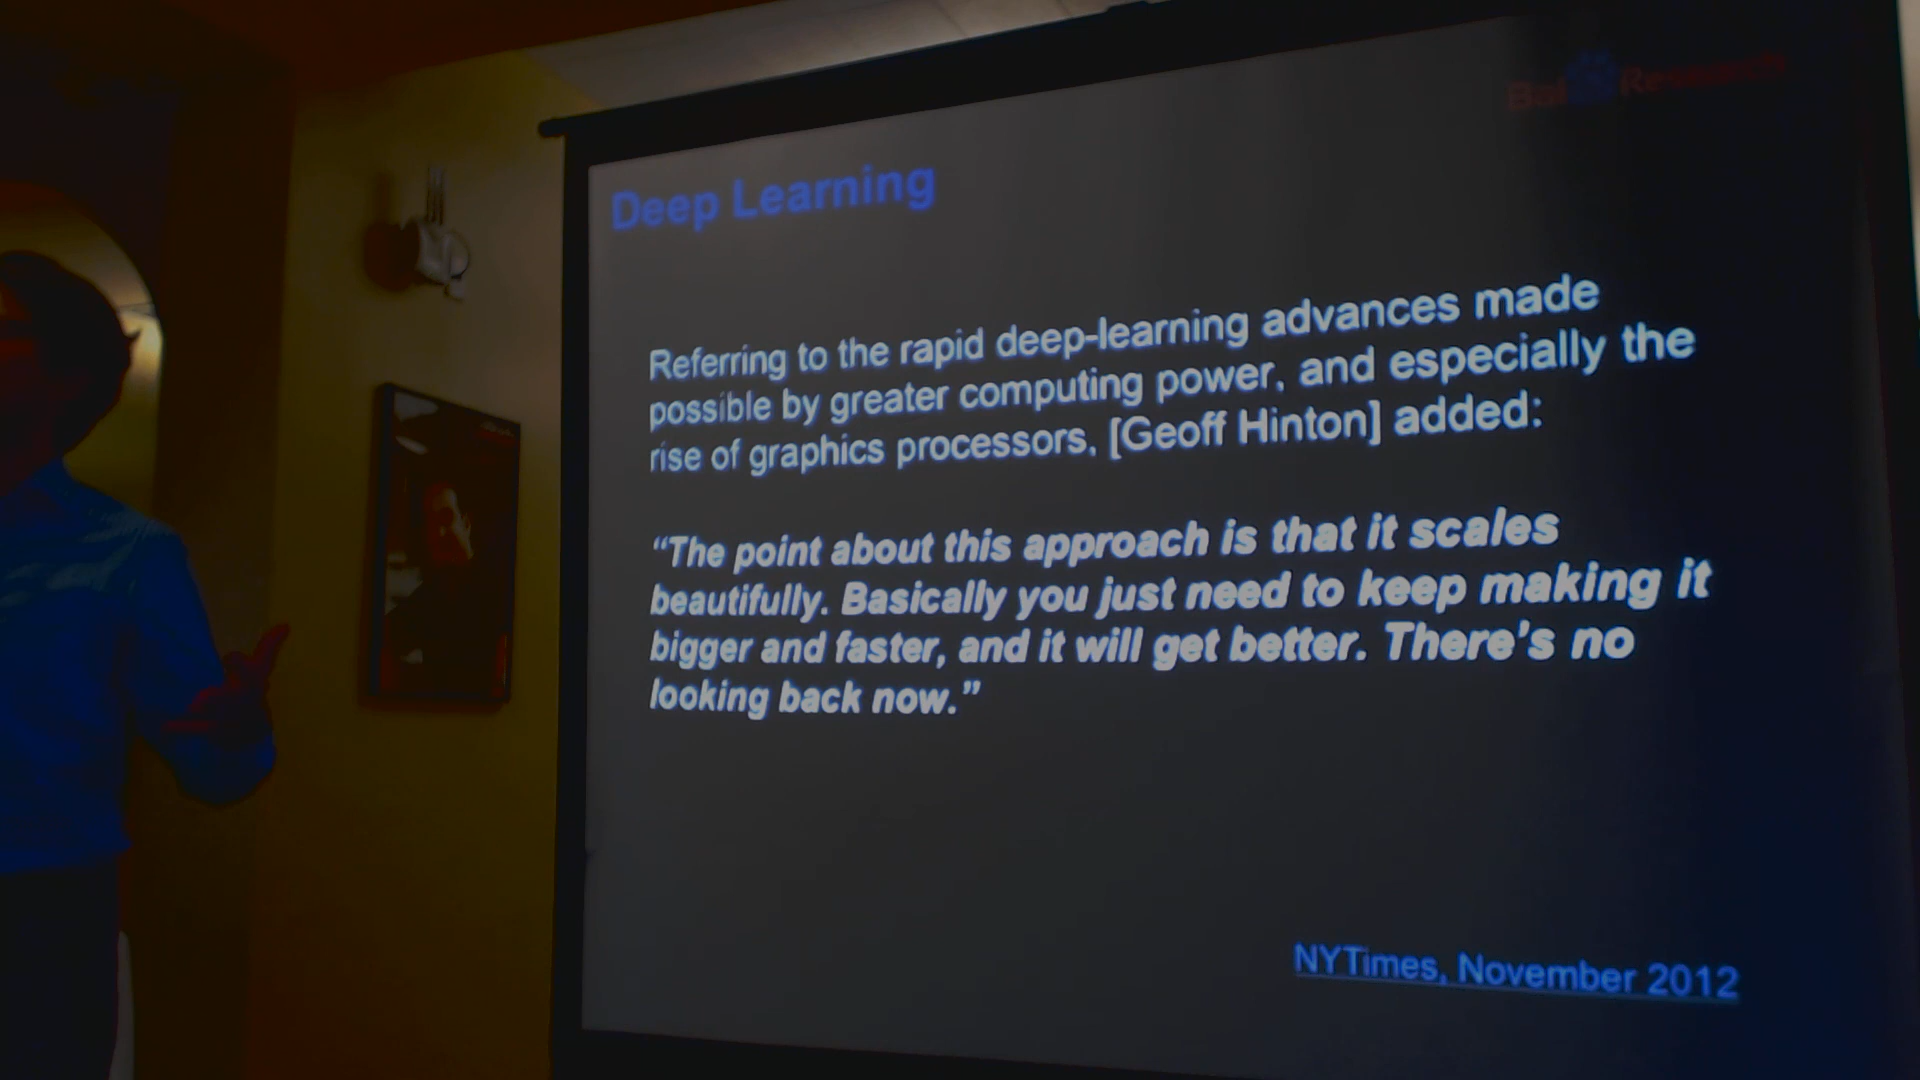 Bai Research
Deep Learning
Referring to the rapid deep-learning advances made
possible by greater computing power, and especially the
rise of graphics processors, [Geoff Hinton] added:
“The point about this approach is that it scales
beautifully. Basically you just need to keep making it
bigger and faster, and it will get better. There’s no
looking back now.”
NYTimes, November 2012